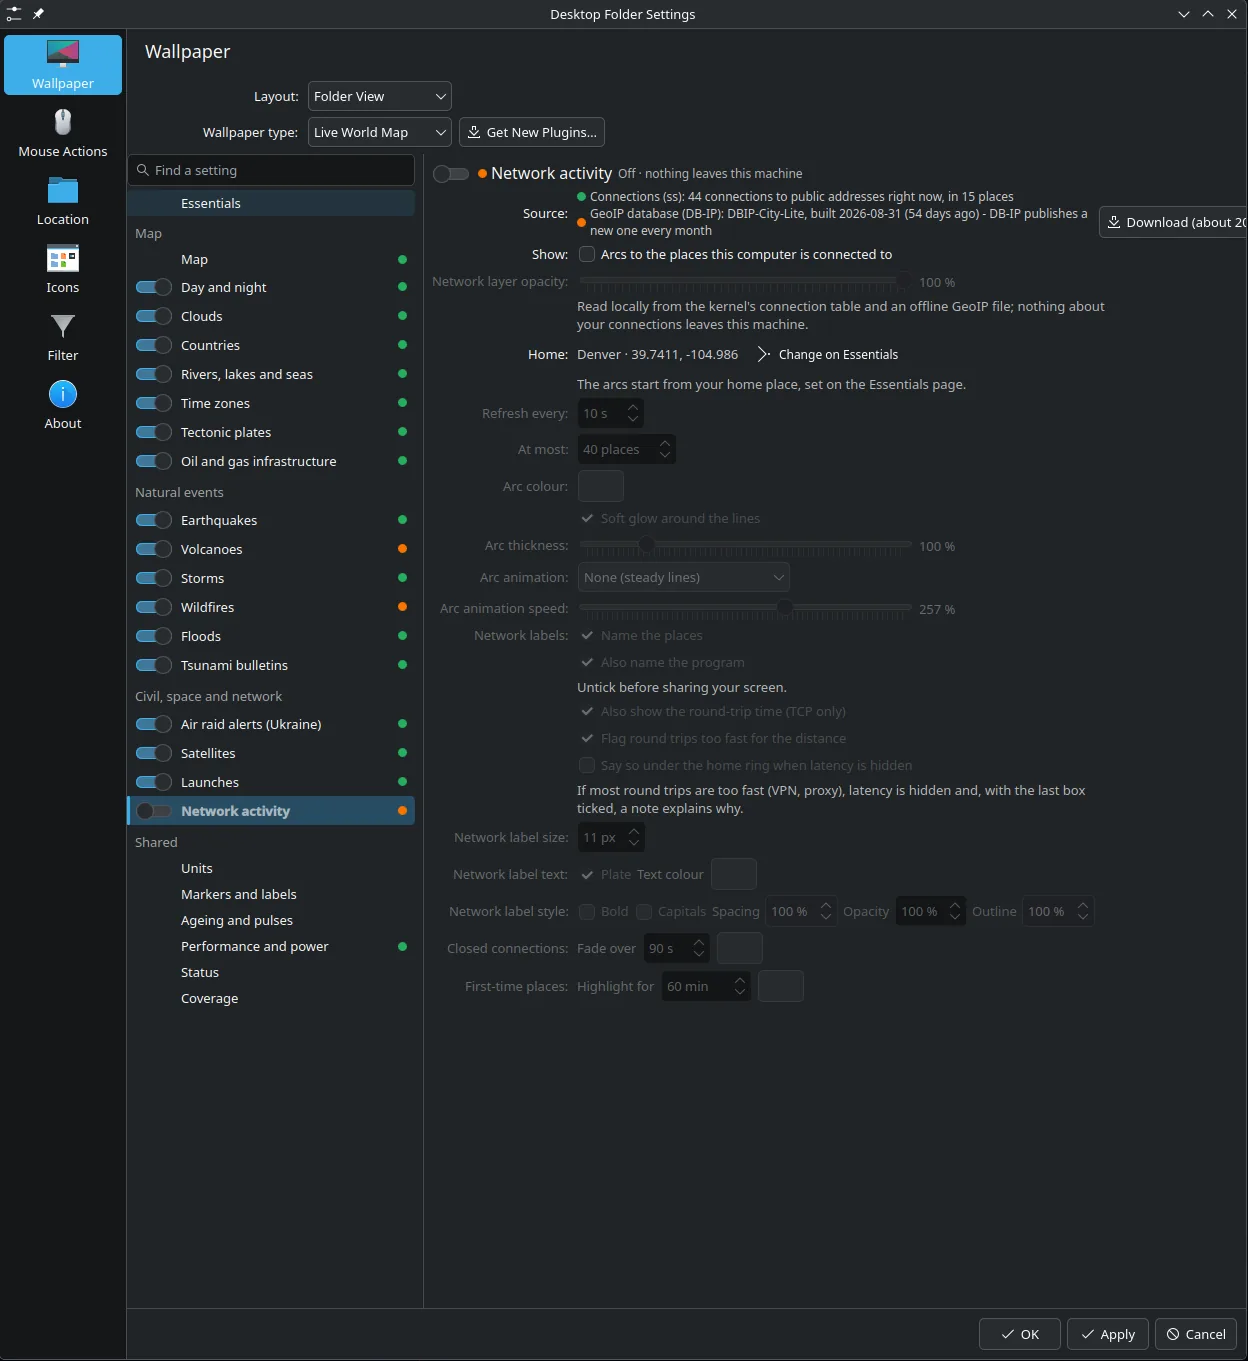 Desktop Folder Settings
Wallpaper
Mouse Actions
Location
Icons
Filter
About
Wallpaper
Layout: Folder View
Wallpaper type: Live World Map Get New Plugins...
Find a setting
Essentials
Map
Map
Day and night
Clouds
Countries
Rivers, lakes and seas
Time zones
Tectonic plates
Oil and gas infrastructure
Natural events
Earthquakes
Volcanoes
Storms
Wildfires
Floods
Tsunami bulletins
Civil, space and network
Air raid alerts (Ukraine)
Satellites
Launches
Network activity
Shared
Units
Markers and labels
Ageing and pulses
Performance and power
Status
Coverage
Network activity Off · nothing leaves this machine
Source:
Connections (ss): 44 connections to public addresses right now, in 15 places
GeoIP database (DB-IP): DBIP-City-Lite, built 2026-08-31 (54 days ago) - DB-IP publishes a
new one every month
Download (about 20
Show: Arcs to the places this computer is connected to
Network layer opacity: 100 %
Read locally from the kernel's connection table and an offline GeoIP file; nothing about
your connections leaves this machine.
Home: Denver · 39.7411, -104.986 Change on Essentials
The arcs start from your home place, set on the Essentials page.
Refresh every: 10 s
At most: 40 places
Arc colour:
Soft glow around the lines
Arc thickness: 100 %
Arc animation: None (steady lines)
Arc animation speed: 257 %
Network labels: Name the places
Also name the program
Untick before sharing your screen.
Also show the round-trip time (TCP only)
Flag round trips too fast for the distance
Say so under the home ring when latency is hidden
If most round trips are too fast (VPN, proxy), latency is hidden and, with the last box
ticked, a note explains why.
Network label size: 11 px
Network label text: Plate Text colour
Network label style: Bold Capitals Spacing 100 % Opacity 100 % Outline 100 %
Closed connections: Fade over 90 s
First-time places: Highlight for 60 min
OK Apply Cancel